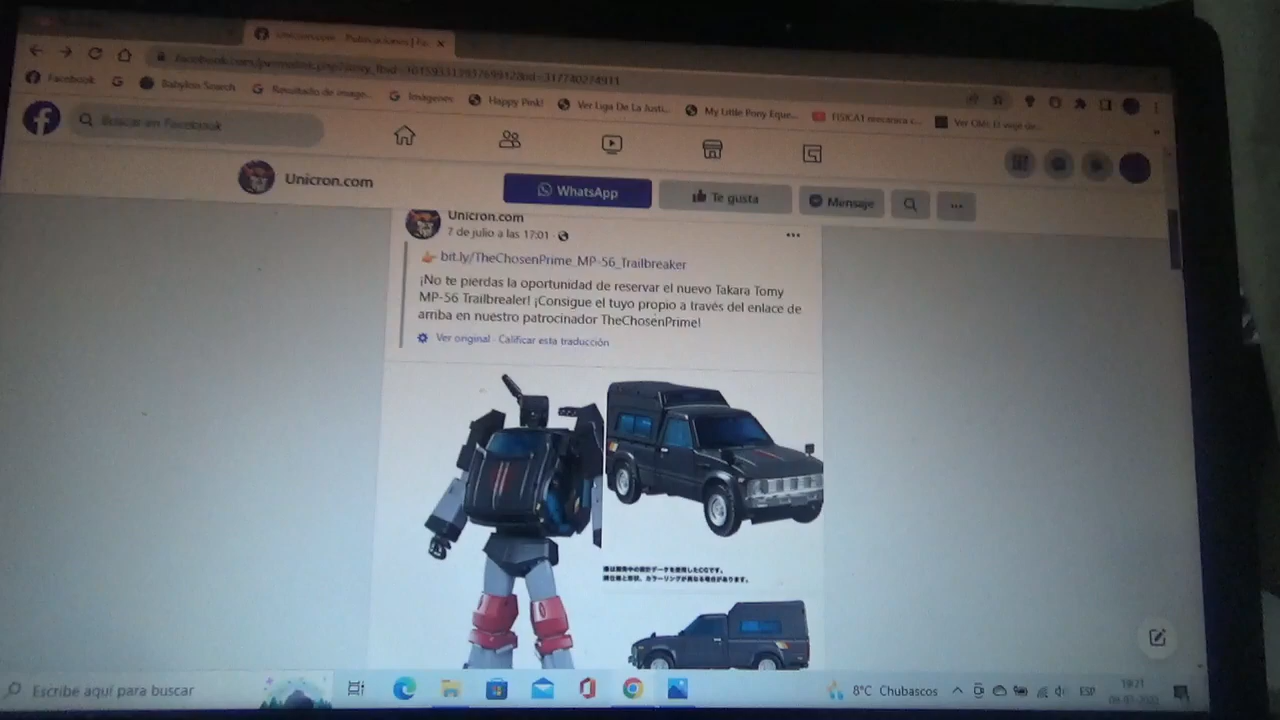 Facebook
Babylon Search
Resultado de image...
Imágenes
Happy Pink!
Ver Liga De La Justi...
My Little Pony Eque...
Buscar en Facebook
Unicron.com
WhatsApp
Te gusta
Mensaje
Unicron.com
7 de julio a las 17:01 ·
bit.ly/TheChosenPrime_MP-56_Trailbreaker
¡No te pierdas la oportunidad de reservar el nuevo Takara Tomy
MP-56 Trailbrealer! ¡Consigue el tuyo propio a través del enlace de
arriba en nuestro patrocinador TheChosenPrime!
Ver original · Calificar esta traducción
Escribe aquí para buscar
8°C Chubascos
ESP
19:21